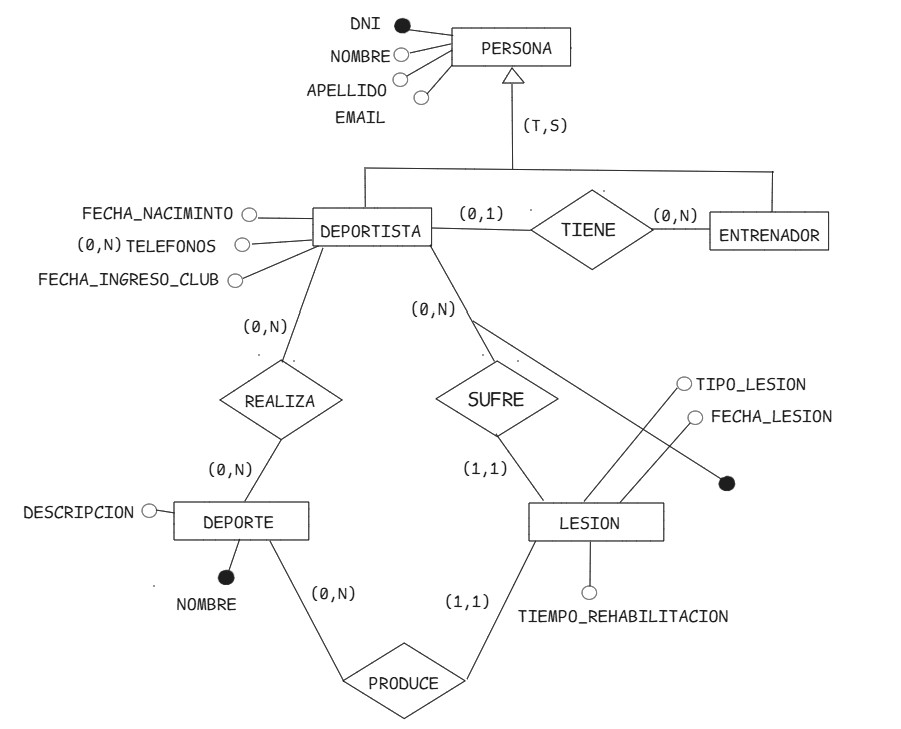 DNI
PERSONA
NOMBRE
APELLIDO
EMAIL
(T,S)
FECHA_NACIMINTO
(0,1)
(0,N)
DEPORTISTA
TIENE
ENTRENADOR
(0,N) TELEFONOS
FECHA_INGRESO_CLUB
(0,N)
(0,N)
TIPO_LESION
REALIZA
SUFRE
FECHA_LESION
(0,N)
(1,1)
DESCRIPCION
DEPORTE
LESION
NOMBRE
(0,N)
(1,1)
TIEMPO_REHABILITACION
PRODUCE